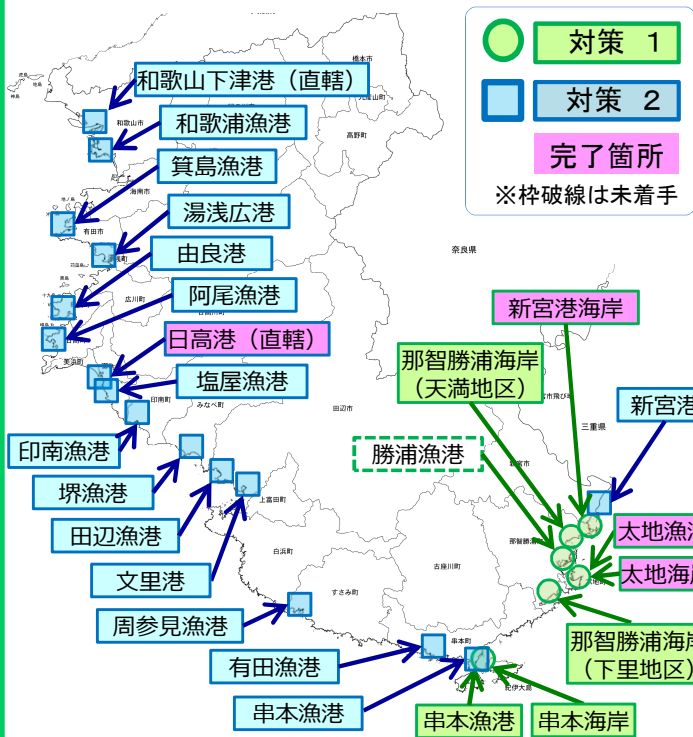 対策 1
対策 2
完了箇所
※枠破線は未着手
和歌山下津港（直轄）
和歌浦漁港
箕島漁港
湯浅広港
由良港
阿尾漁港
日高港（直轄）
塩屋漁港
印南漁港
堺漁港
田辺漁港
文里港
周参見漁港
有田漁港
串本漁港
新宮港海岸
那智勝浦海岸
（天満地区）
勝浦漁港
新宮港
太地漁
太地海
那智勝浦海岸
（下里地区）
串本漁港
串本海岸
橋本市
高野町
和歌山市
海南市
有田市
広川町
美浜町
印南町
みなべ町
田辺市
上富田町
白浜町
すさみ町
古座川町
串本町
紀伊大島
奈良県
三重県